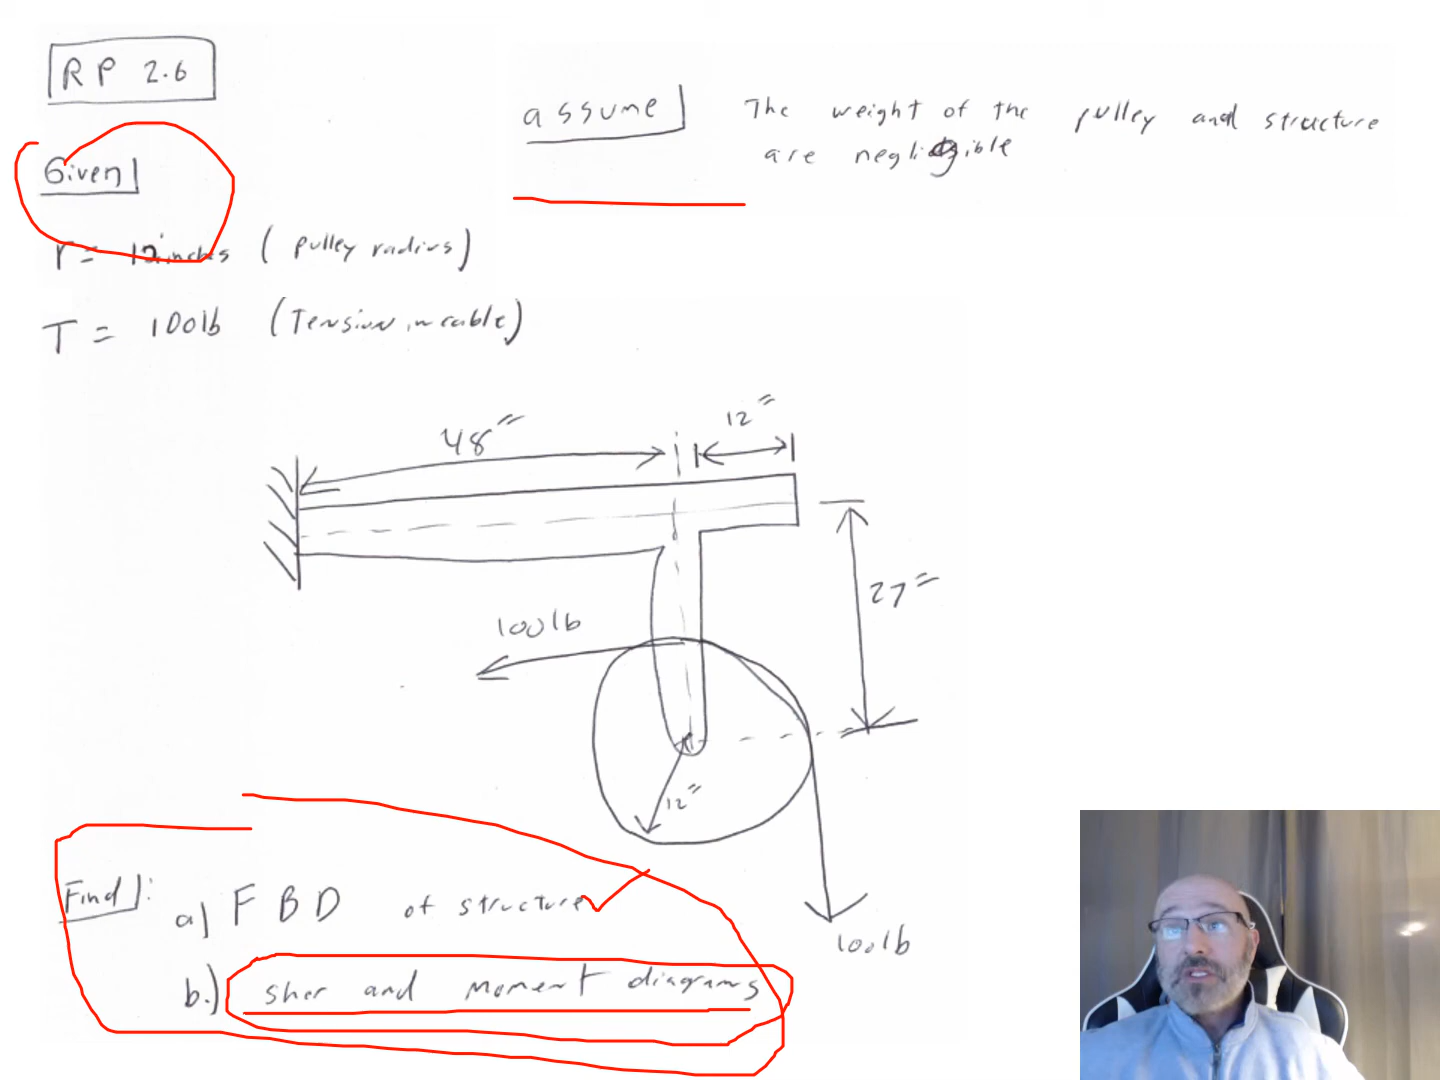 RP 2.6
assume
The weight of the pulley and structure
are negligible
Given
r = 12 inches (pulley radius)
T = 100lb (Tension in cable)
48"
12"
27"
100lb
12"
100lb
Find:
a) FBD of structure
b.) sher and moment diagrams